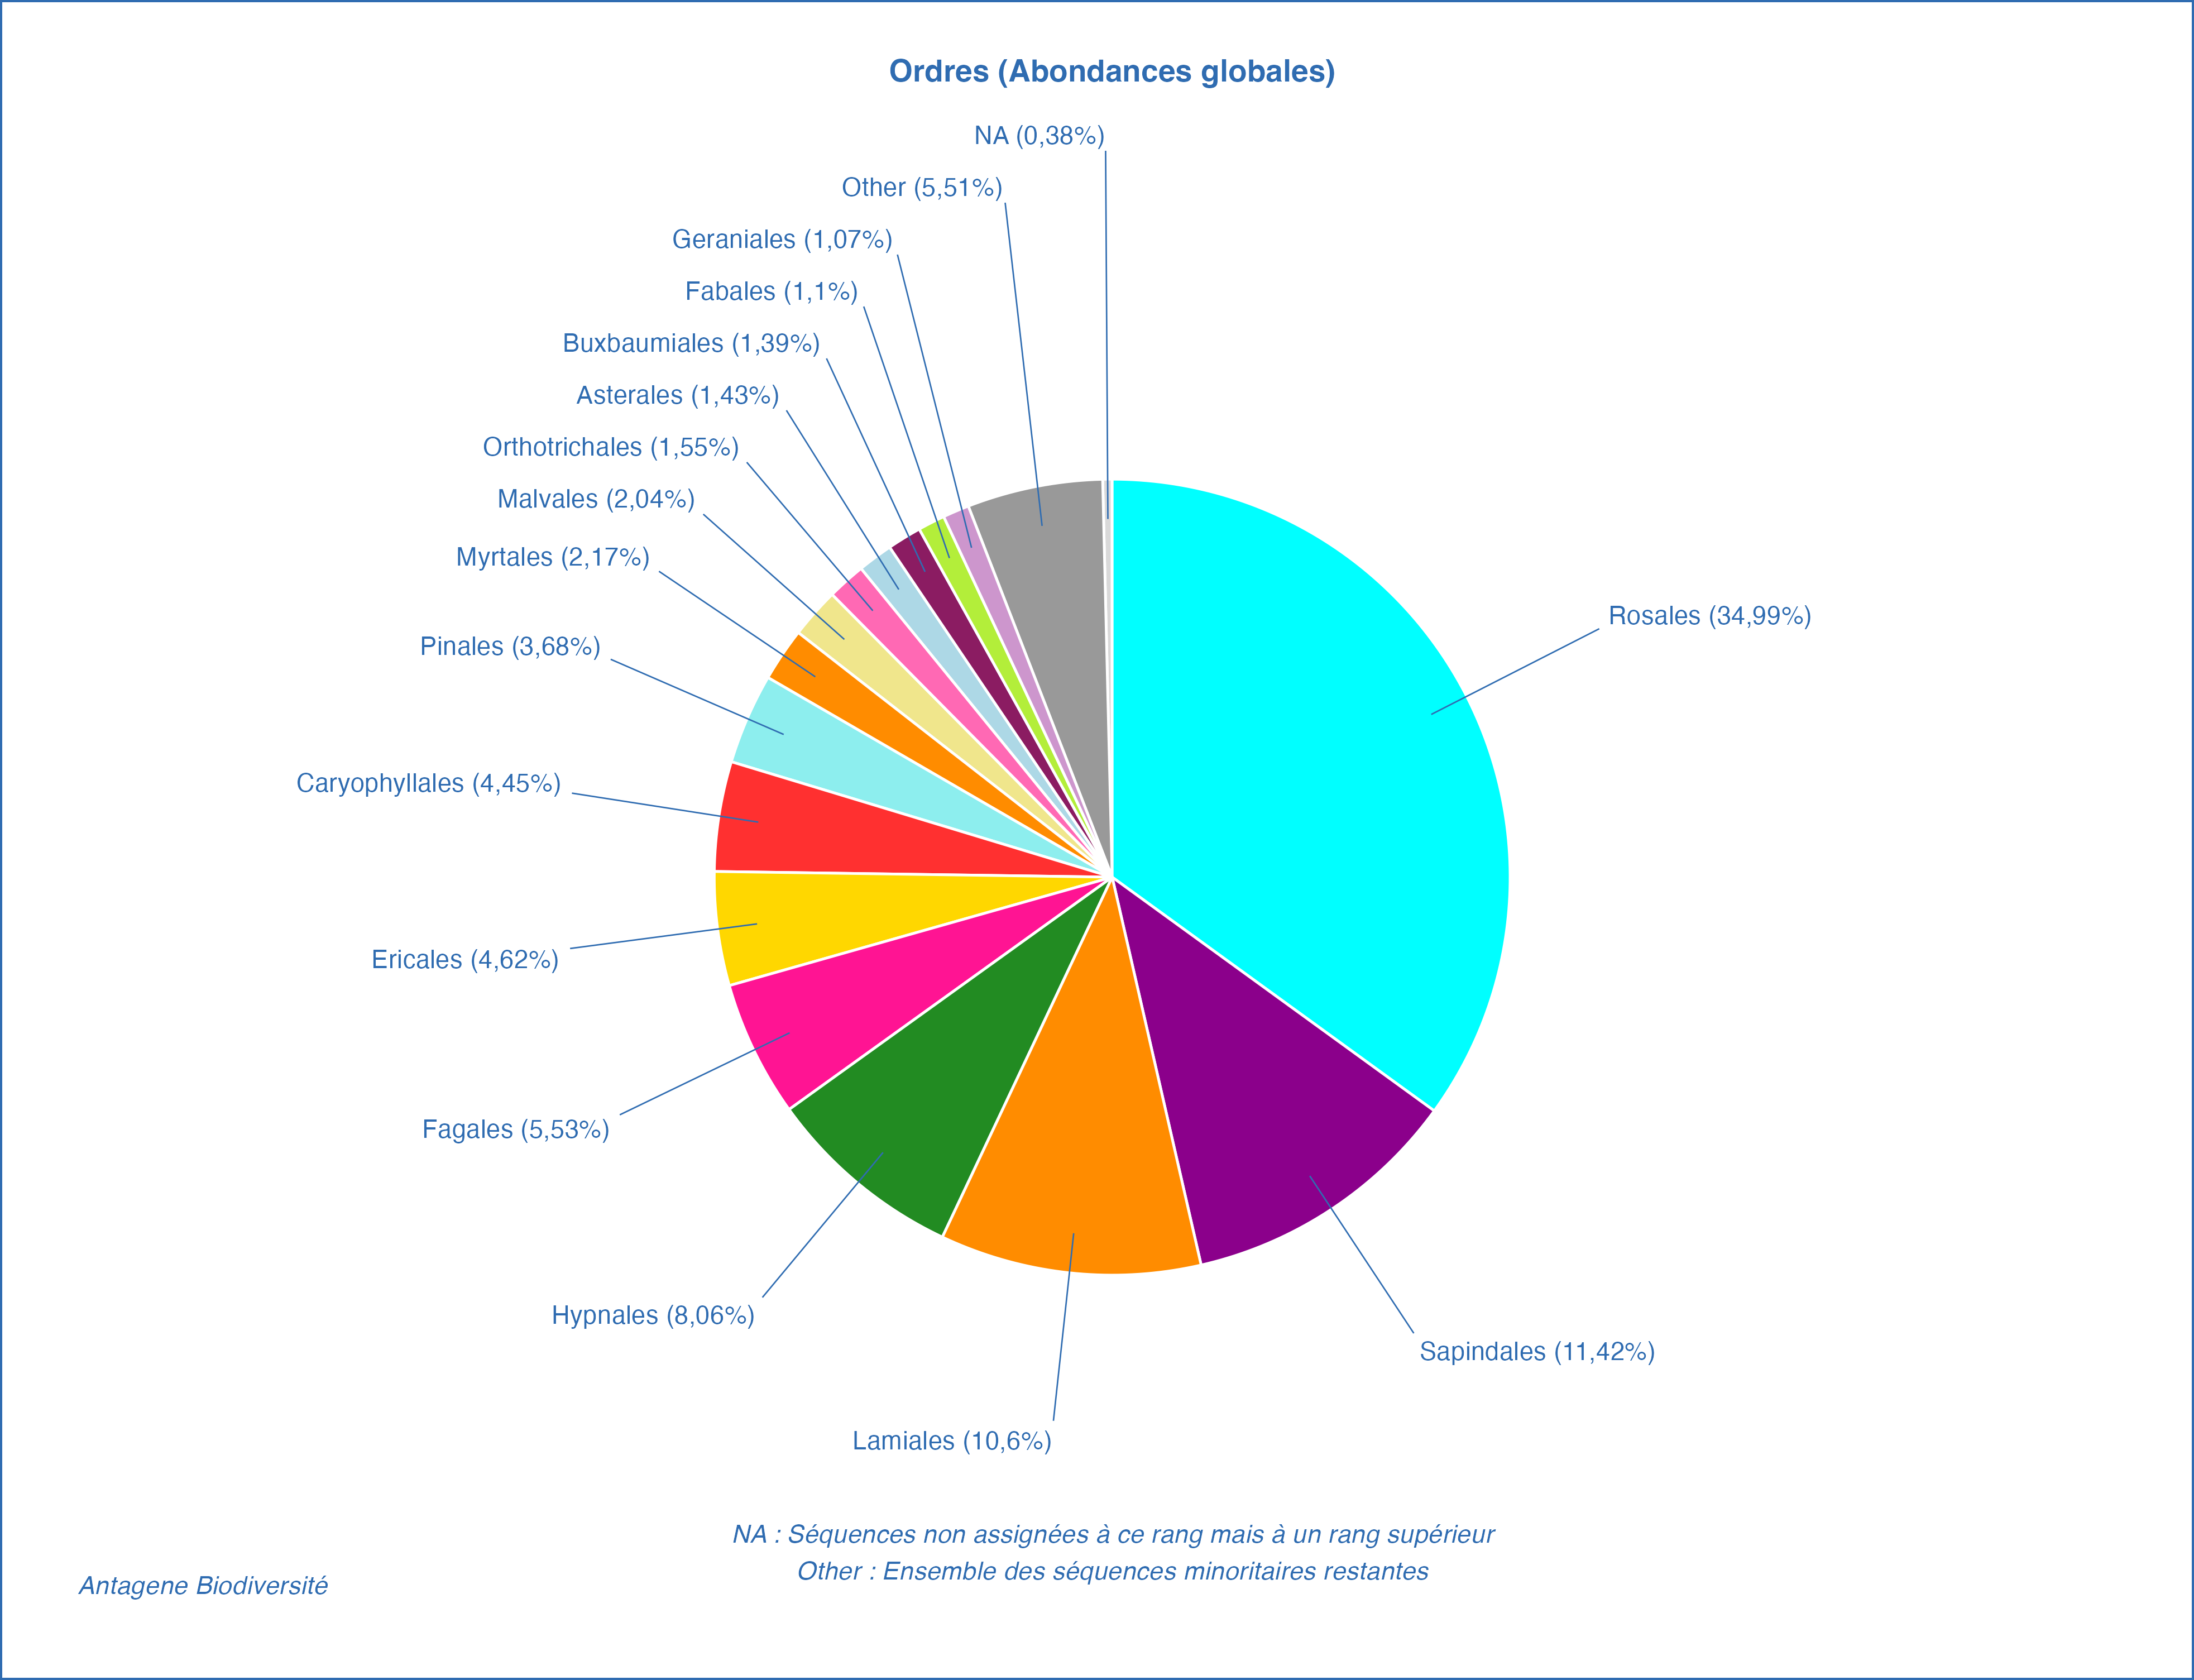 Ordres (Abondances globales)
NA (0,38%)
Other (5,51%)
Geraniales (1,07%)
Fabales (1,1%)
Buxbaumiales (1,39%)
Asterales (1,43%)
Orthotrichales (1,55%)
Malvales (2,04%)
Myrtales (2,17%)
Rosales (34,99%)
Pinales (3,68%)
Caryophyllales (4,45%)
Ericales (4,62%)
Fagales (5,53%)
Hypnales (8,06%)
Sapindales (11,42%)
Lamiales (10,6%)
NA : Séquences non assignées à ce rang mais à un rang supérieur
Other : Ensemble des séquences minoritaires restantes
Antagene Biodiversité